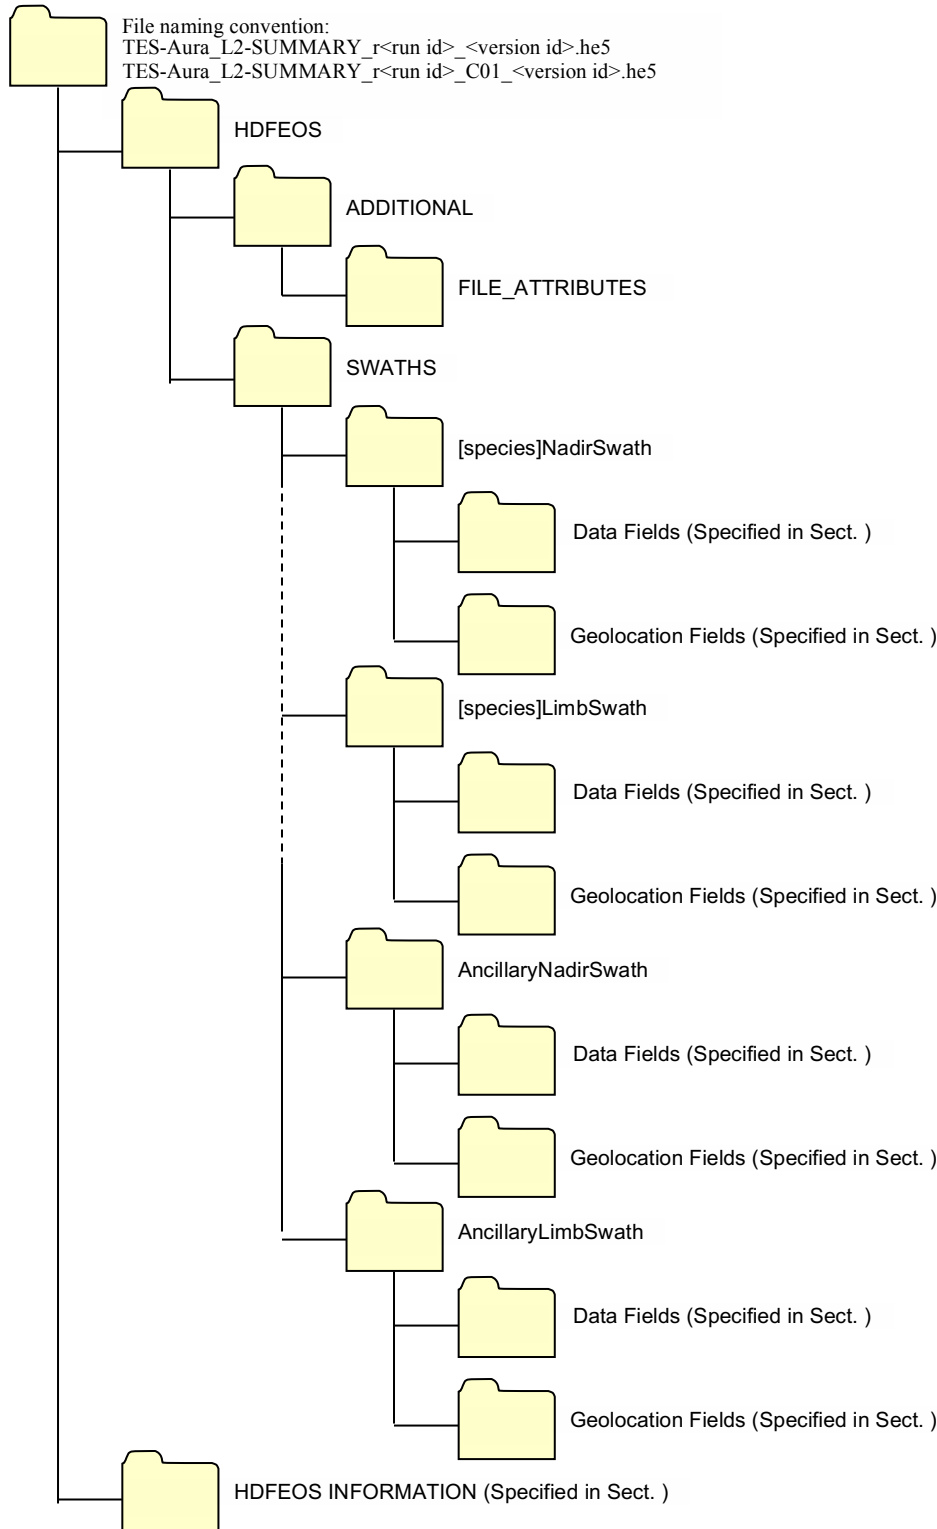 File naming convention:
TES-Aura_L2-SUMMARY_r<run id>_<version id>.he5
TES-Aura_L2-SUMMARY_r<run id>_C01_<version id>.he5
HDFEOS
ADDITIONAL
FILE_ATTRIBUTES
SWATHS
[species]NadirSwath
Data Fields (Specified in Sect. )
Geolocation Fields (Specified in Sect. )
[species]LimbSwath
Data Fields (Specified in Sect. )
Geolocation Fields (Specified in Sect. )
AncillaryNadirSwath
Data Fields (Specified in Sect. )
Geolocation Fields (Specified in Sect. )
AncillaryLimbSwath
Data Fields (Specified in Sect. )
Geolocation Fields (Specified in Sect. )
HDFEOS INFORMATION (Specified in Sect. )